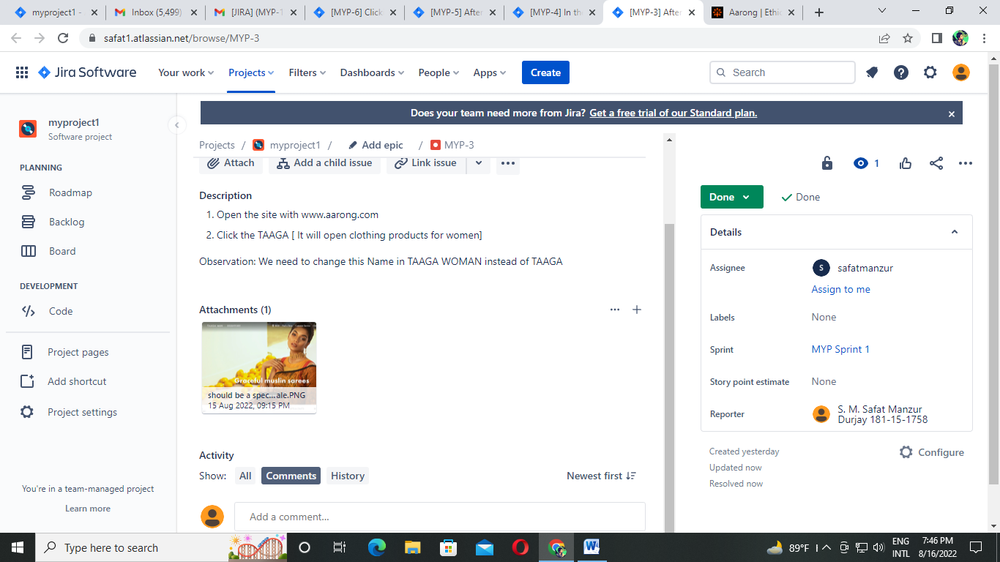 myproject1 -
Inbox (5,499)
[JIRA] (MYP-1
[MYP-6] Click
[MYP-5] After
[MYP-4] In th
[MYP-3] After
Aarong | Ethic
safat1.atlassian.net/browse/MYP-3
Jira Software
Your work
Projects
Filters
Dashboards
People
Apps
Create
Search
myproject1
Software project
PLANNING
Roadmap
Backlog
Board
DEVELOPMENT
Code
Project pages
Add shortcut
Project settings
You're in a team-managed project
Learn more
Does your team need more from Jira? Get a free trial of our Standard plan.
Projects / myproject1 / Add epic / MYP-3
Attach
Add a child issue
Link issue
Description
1. Open the site with www.aarong.com
2. Click the TAAGA [ It will open clothing products for women]
Observation: We need to change this Name in TAAGA WOMAN instead of TAAGA
Attachments (1)
Graceful muslin sarees
should be a spec...ale.PNG
15 Aug 2022, 09:15 PM
Activity
Show: All Comments History
Newest first
Add a comment...
1
Done
Done
Details
Assignee
S
safatmanzur
Assign to me
Labels
None
Sprint
MYP Sprint 1
Story point estimate
None
Reporter
S. M. Safat Manzur
Durjay 181-15-1758
Created yesterday
Updated now
Resolved now
Configure
Type here to search
89°F
ENG
INTL
7:46 PM
8/16/2022